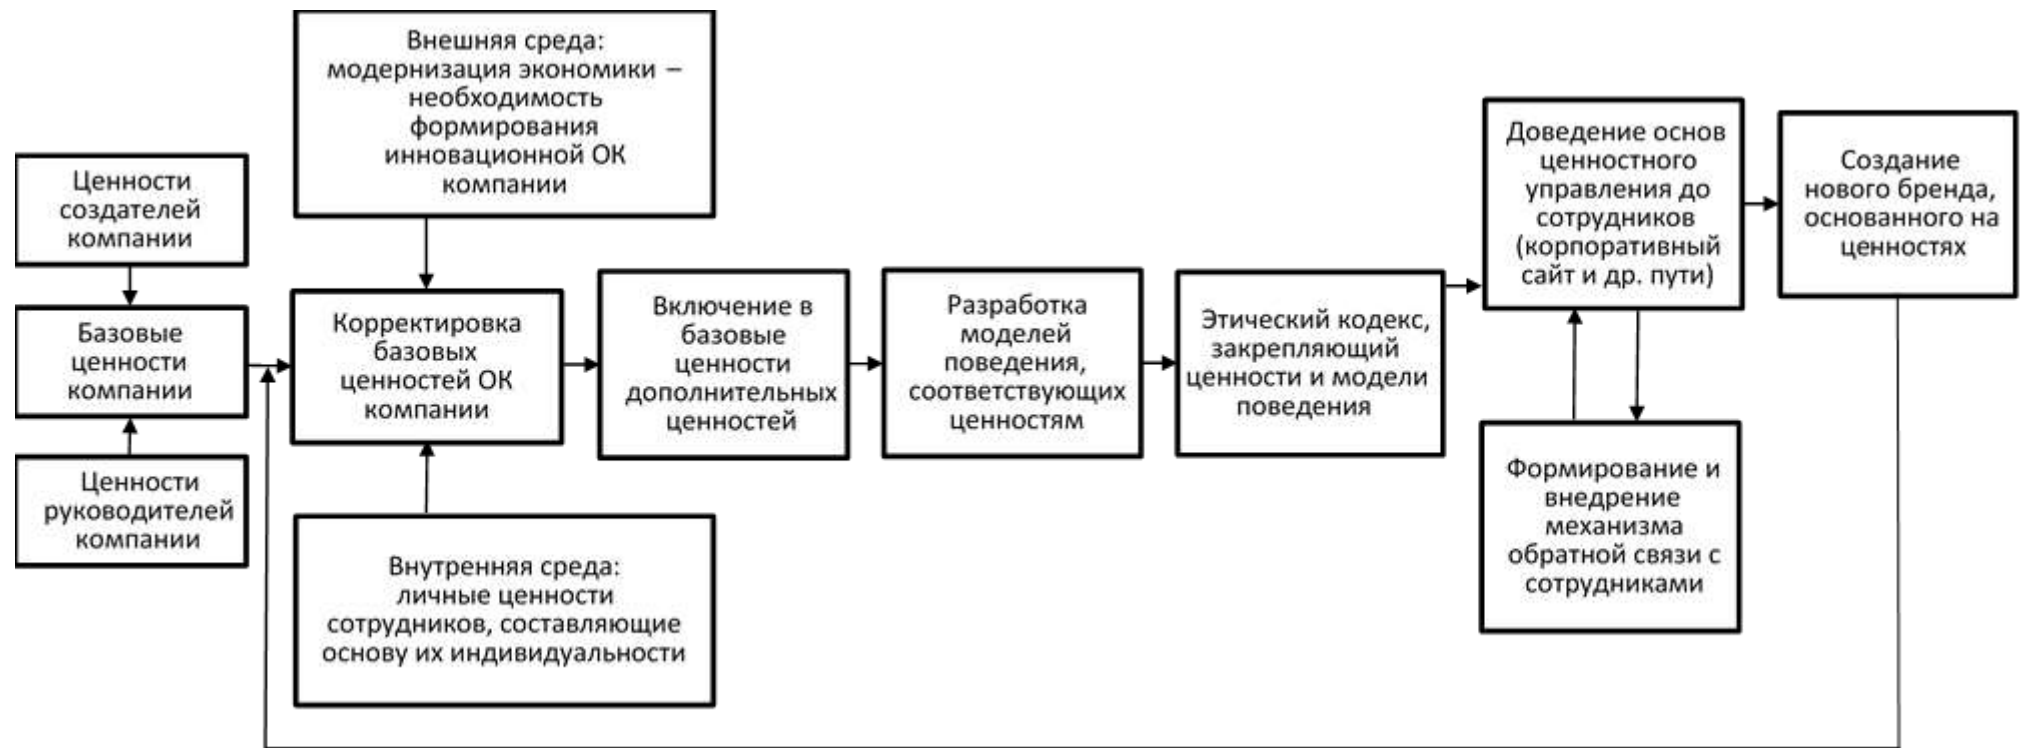 Ценности
создателей
компании
Базовые
ценности
компании
Ценности
руководителей
компании
Внешняя среда:
модернизация экономики –
необходимость
формирования
инновационной ОК
компании
Корректировка
базовых
ценностей ОК
компании
Внутренняя среда:
личные ценности
сотрудников, составляющие
основу их индивидуальности
Включение в
базовые
ценности
дополнительных
ценностей
Разработка
моделей
поведения,
соответствующих
ценностям
Этический кодекс,
закрепляющий
ценности и модели
поведения
Доведение основ
ценностного
управления до
сотрудников
(корпоративный
сайт и др. пути)
Формирование и
внедрение
механизма
обратной связи с
сотрудниками
Создание
нового бренда,
основанного на
ценностях